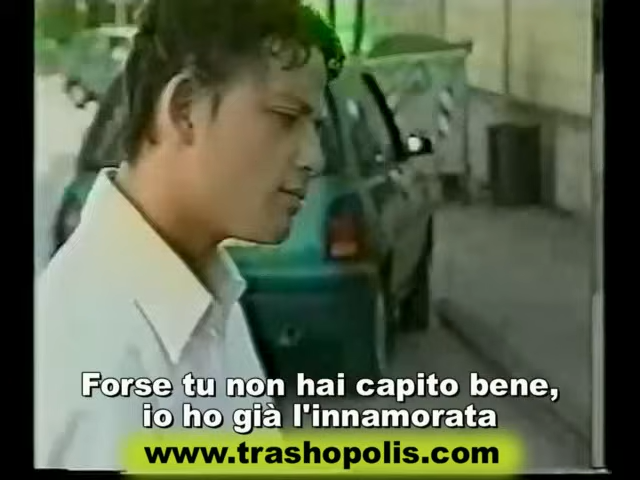 Forse tu non hai capito bene,
io ho già l'innamorata
www.trashopolis.com